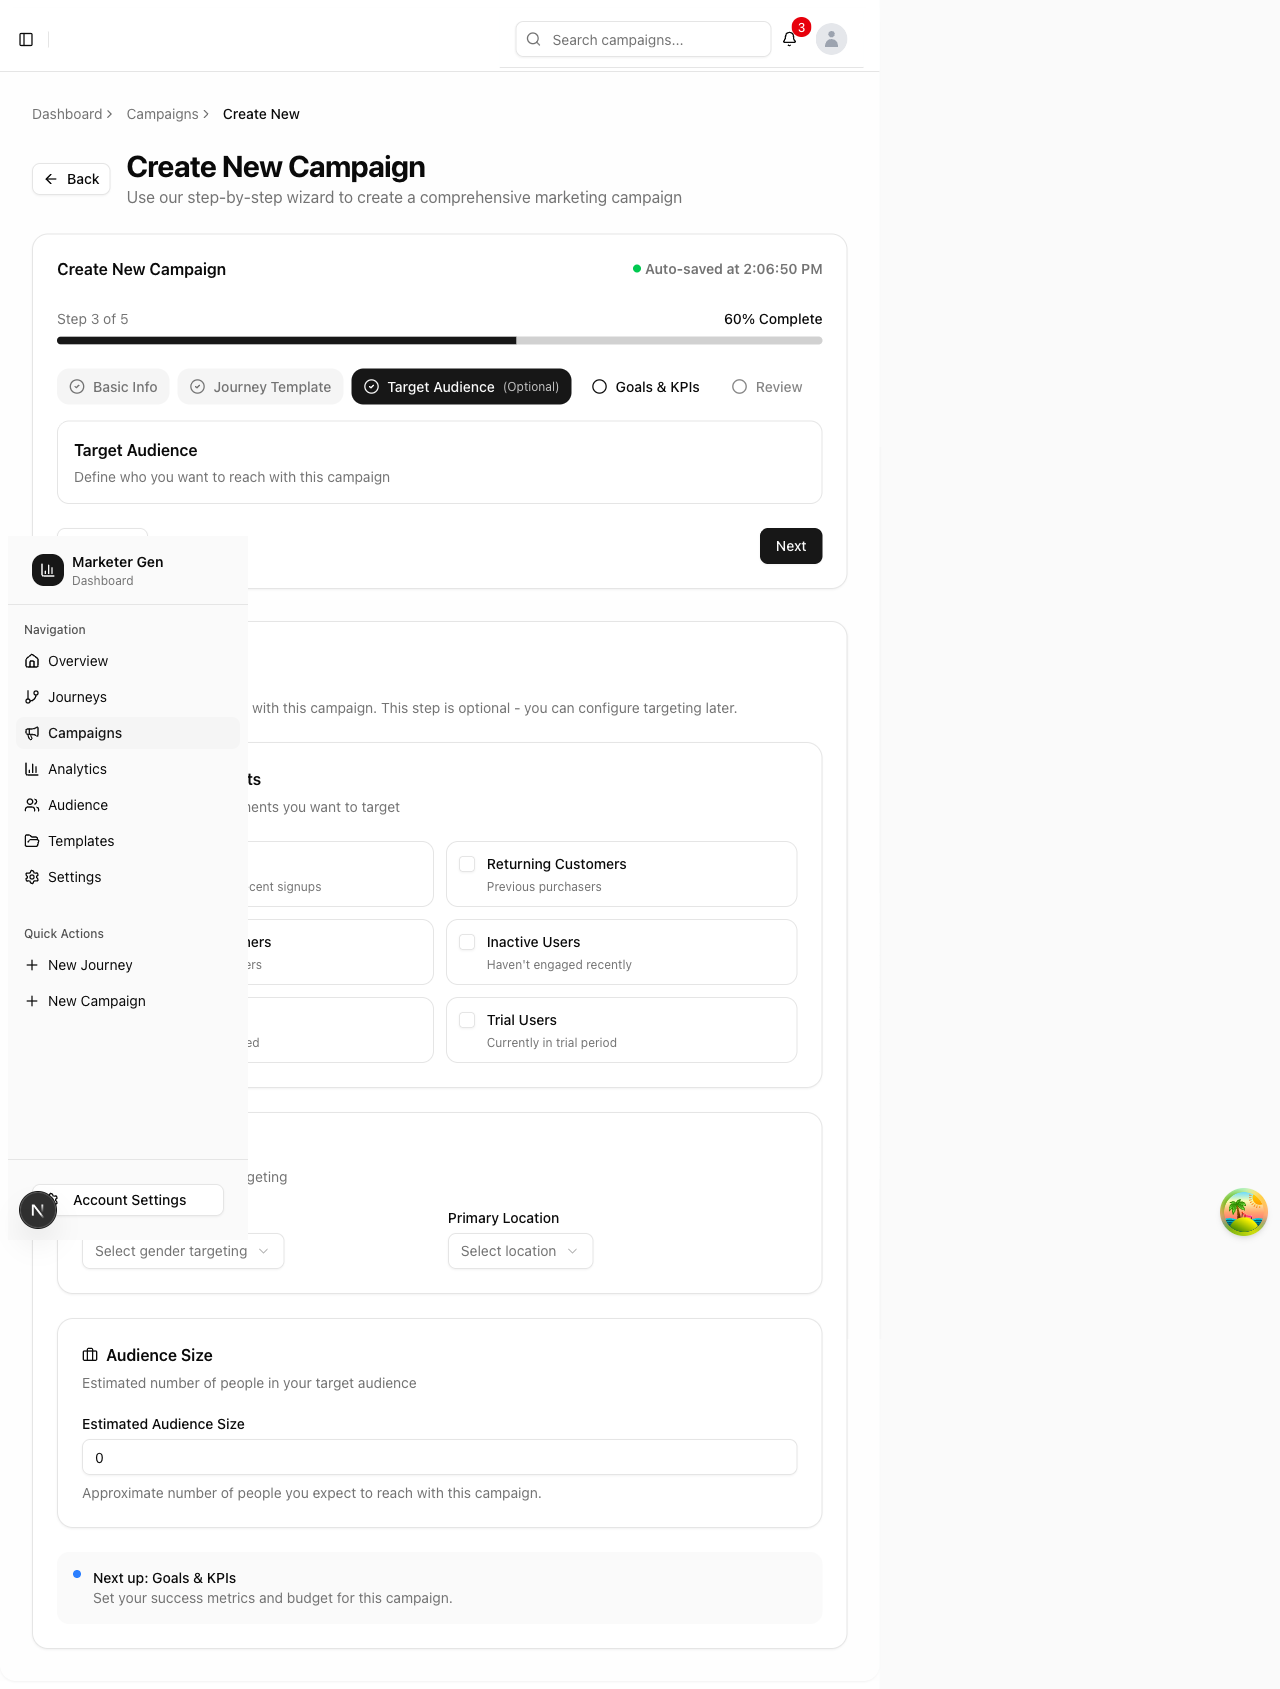 Search campaigns...
3
Dashboard
Campaigns
Create New
Back
Create New Campaign
Use our step-by-step wizard to create a comprehensive marketing campaign
Create New Campaign
Auto-saved at 2:06:50 PM
Step 3 of 5
60% Complete
Basic Info
Journey Template
Target Audience (Optional)
Goals & KPIs
Review
Target Audience
Define who you want to reach with this campaign
Next
Marketer Gen
Dashboard
Navigation
Overview
Journeys
Campaigns
Analytics
Audience
Templates
Settings
Quick Actions
New Journey
New Campaign
Account Settings
N
with this campaign. This step is optional - you can configure targeting later.
you want to target
signups
Returning Customers
Previous purchasers
Inactive Users
Haven't engaged recently
Trial Users
Currently in trial period
Primary Location
Select gender targeting
Select location
Audience Size
Estimated number of people in your target audience
Estimated Audience Size
0
Approximate number of people you expect to reach with this campaign.
Next up: Goals & KPIs
Set your success metrics and budget for this campaign.